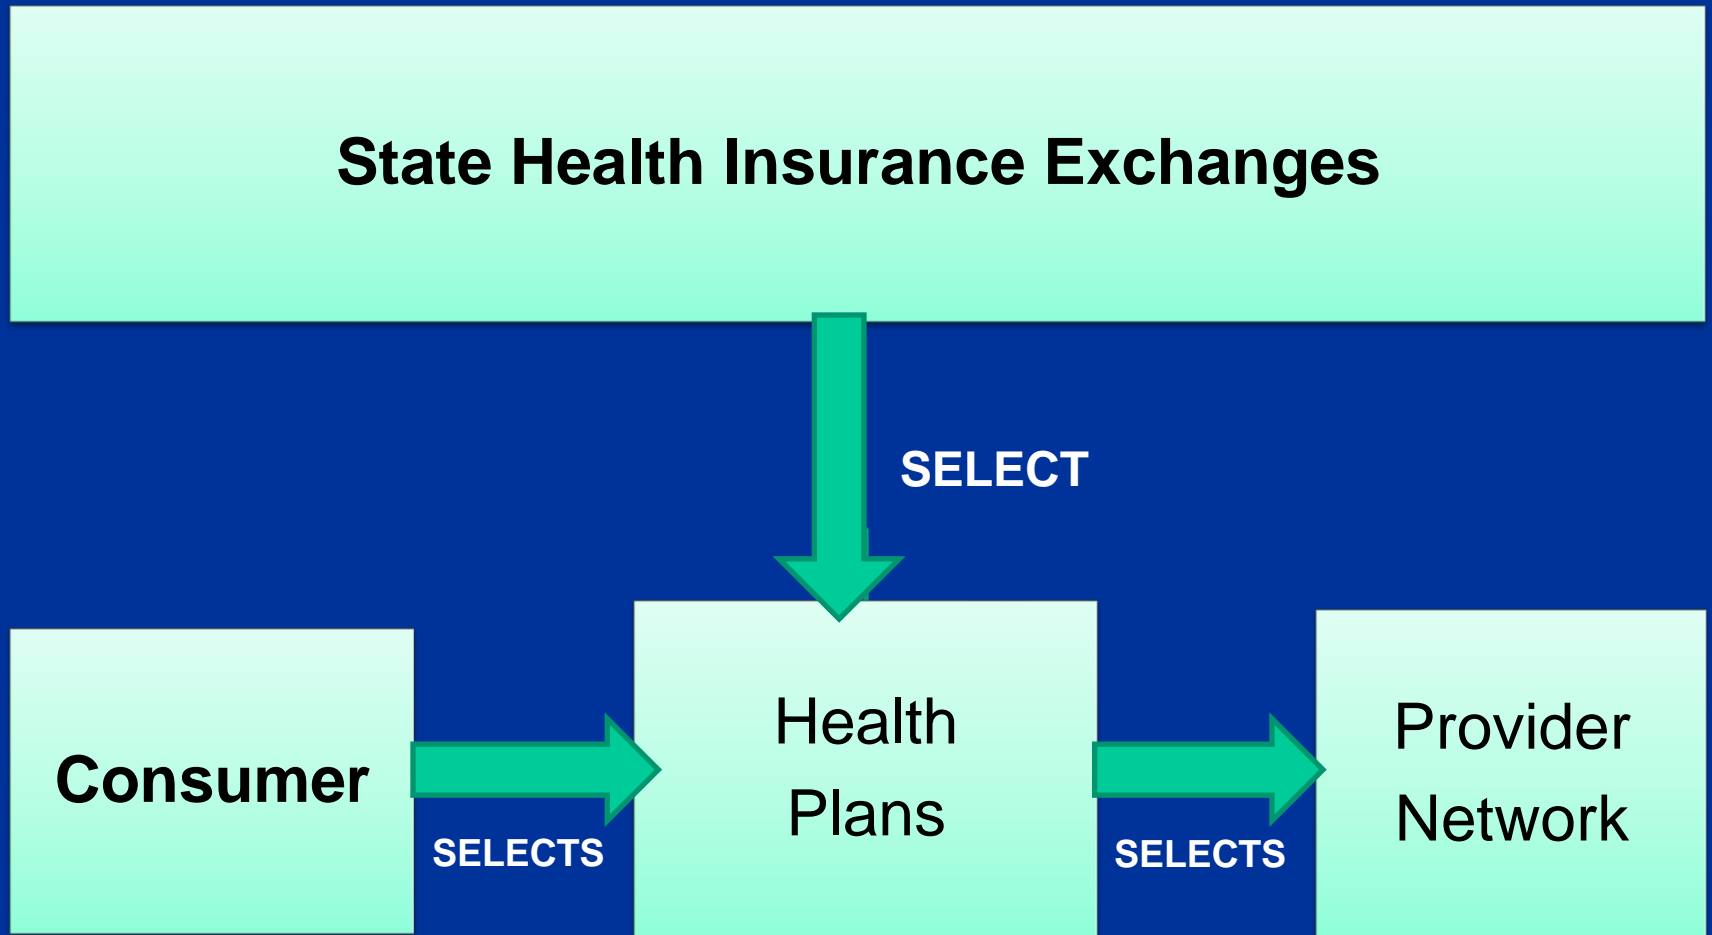 State Health Insurance Exchanges
SELECT
Consumer
SELECTS
Health
Plans
SELECTS
Provider
Network